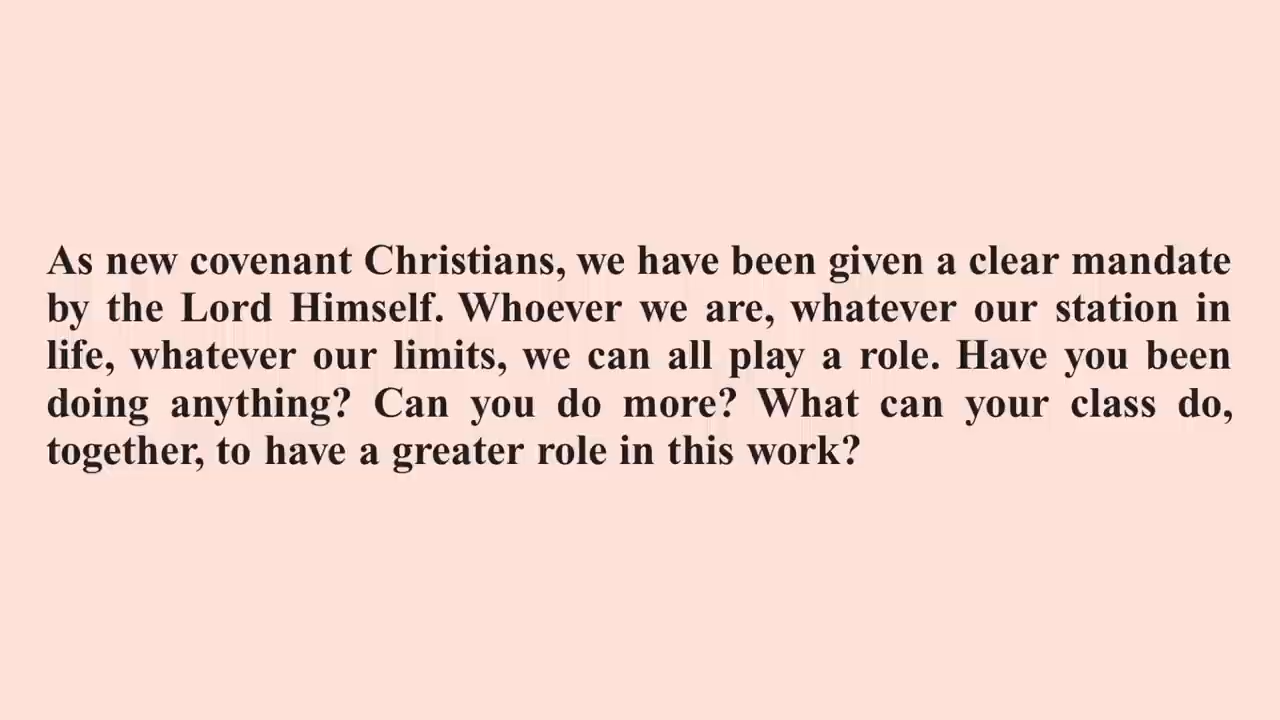 As new covenant Christians, we have been given a clear mandate
by the Lord Himself. Whoever we are, whatever our station in
life, whatever our limits, we can all play a role. Have you been
doing anything? Can you do more? What can your class do,
together, to have a greater role in this work?